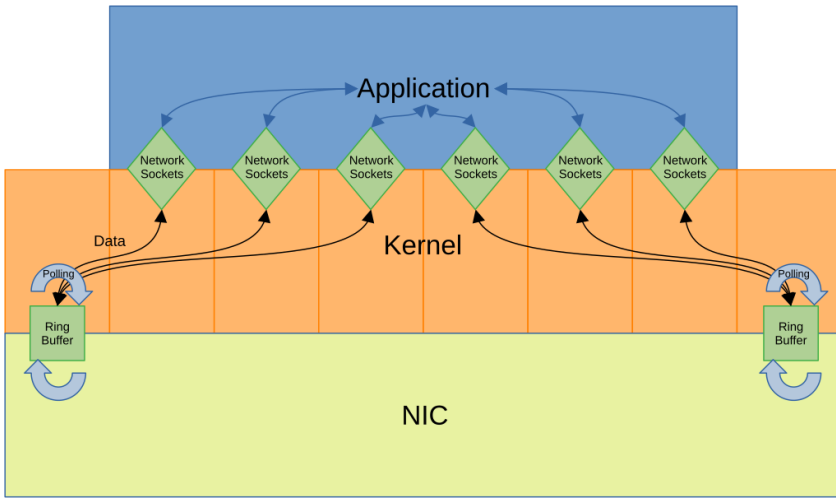 Application
Network
Sockets
Network
Sockets
Network
Sockets
Network
Sockets
Network
Sockets
Network
Sockets
Data
Kernel
Polling
Polling
Ring
Buffer
Ring
Buffer
NIC